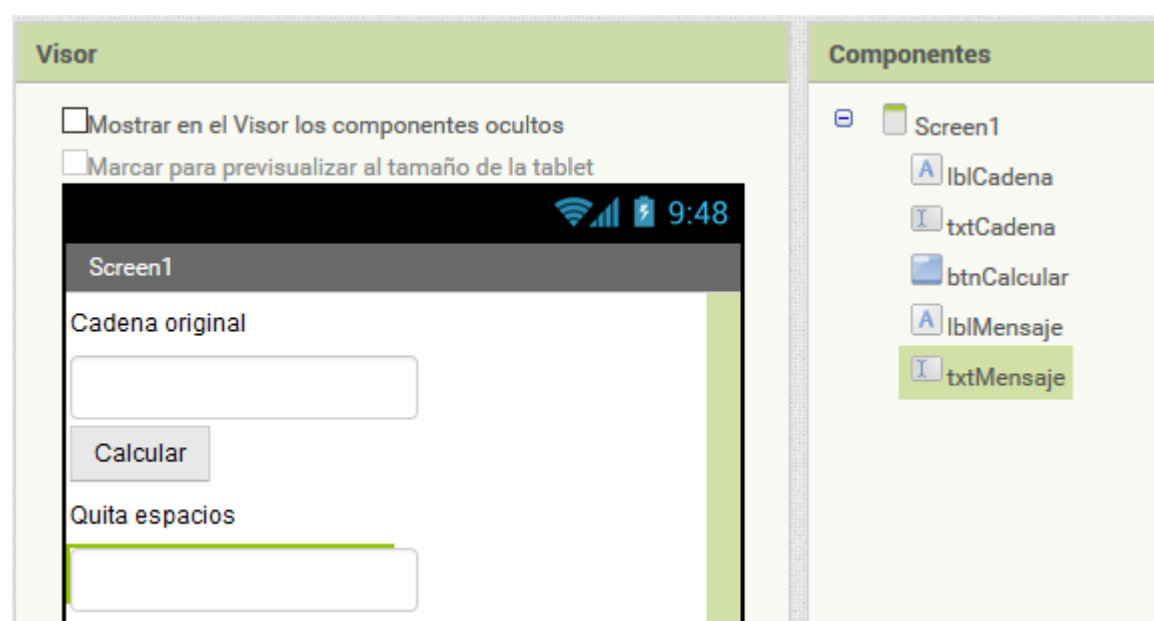 Visor
Mostrar en el Visor los componentes ocultos
Marcar para previsualizar al tamaño de la tablet
9:48
Screen1
Cadena original
Calcular
Quita espacios
Componentes
Screen1
lblCadena
txtCadena
btnCalcular
lblMensaje
txtMensaje